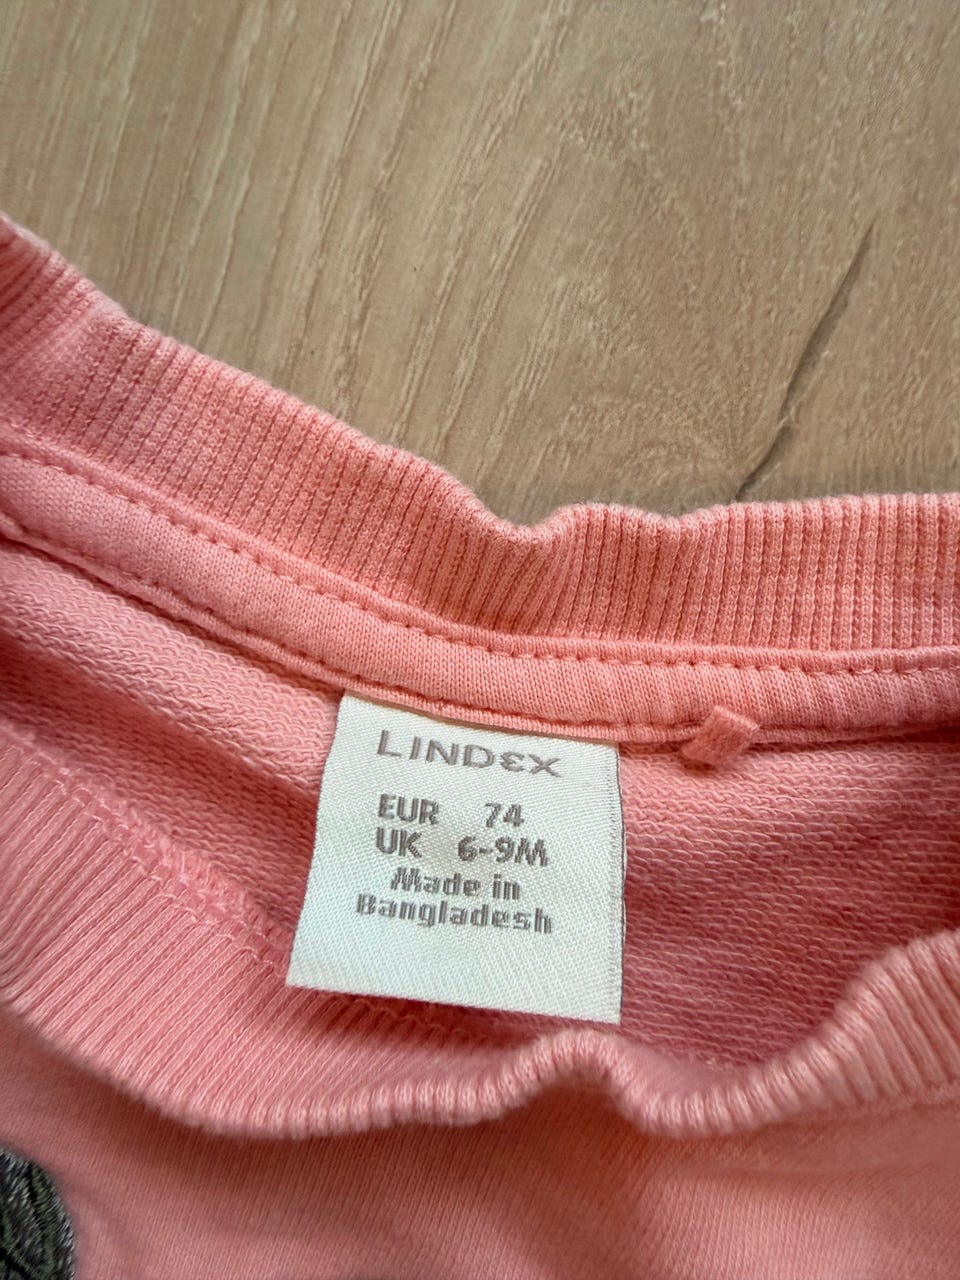 LINDEX
EUR 74
UK 6-9M
Made in
Bangladesh